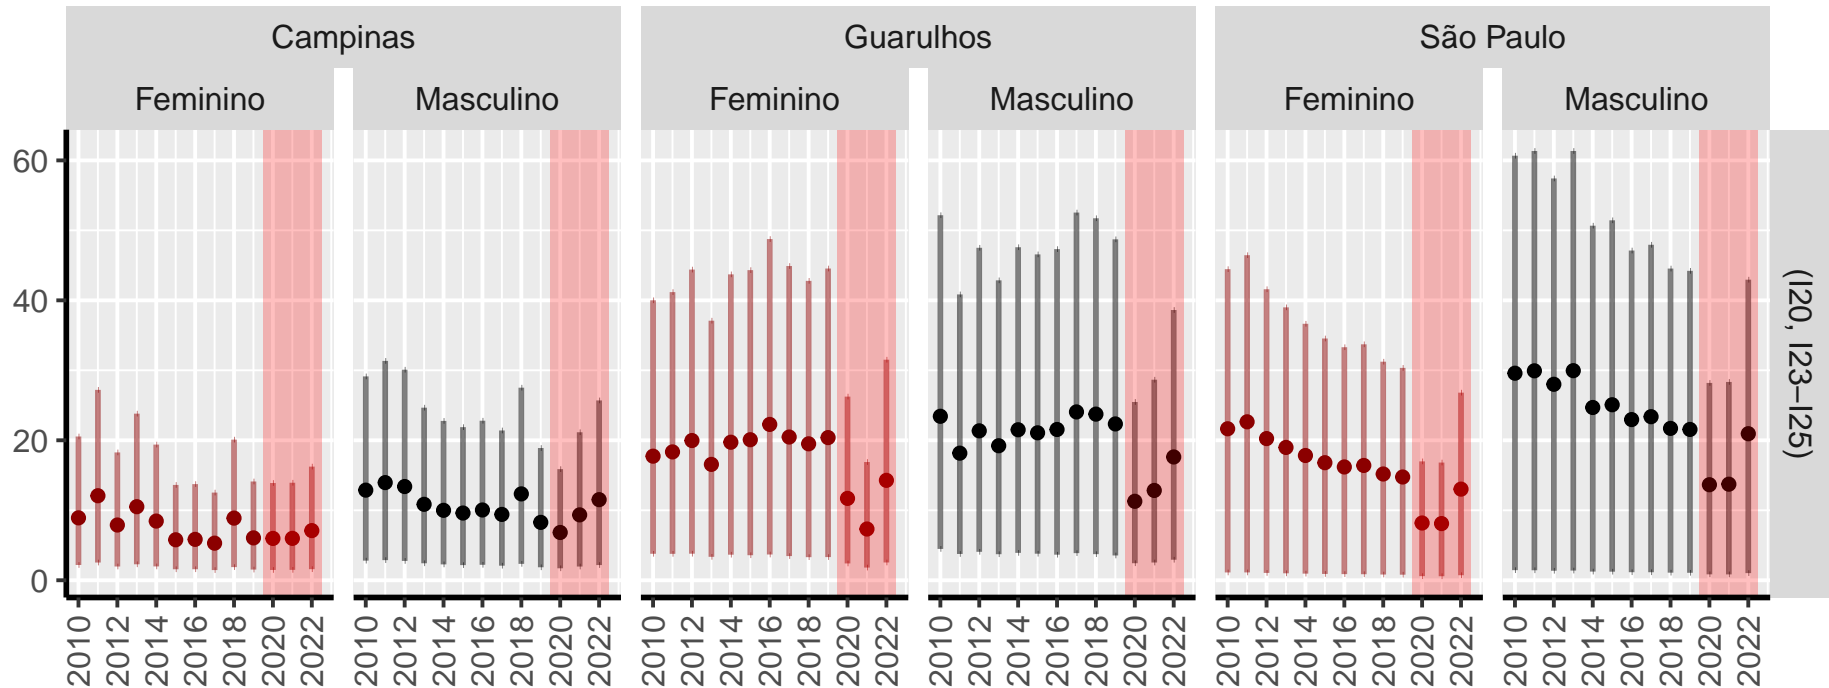 Campinas Guarulhos São Paulo
Feminino Masculino Feminino Masculino Feminino Masculino
60
40
20
0
(I20, I23–I25)
2010 2012 2014 2016 2018 2020 2022 2010 2012 2014 2016 2018 2020 2022 2010 2012 2014 2016 2018 2020 2022 2010 2012 2014 2016 2018 2020 2022 2010 2012 2014 2016 2018 2020 2022 2010 2012 2014 2016 2018 2020 2022